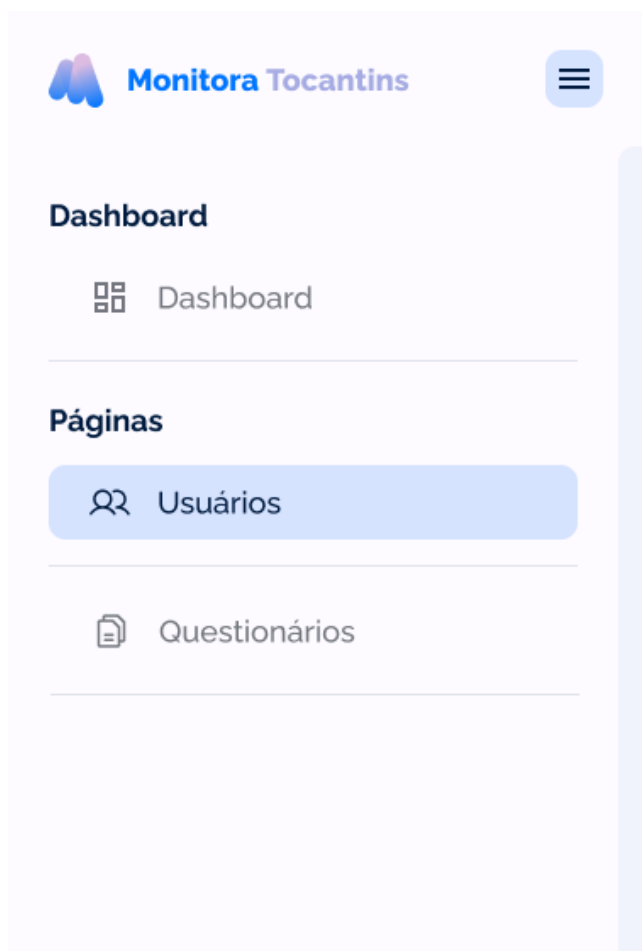 Monitora Tocantins
Dashboard
Dashboard
Páginas
Usuários
Questionários